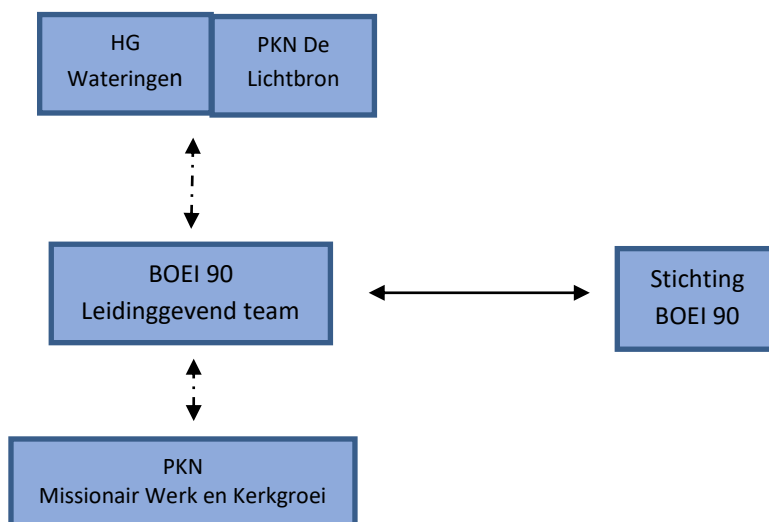 HG
Wateringen
PKN De
Lichtbron
BOEI 90
Leidinggevend team
Stichting
BOEI 90
PKN
Missionair Werk en Kerkgroei